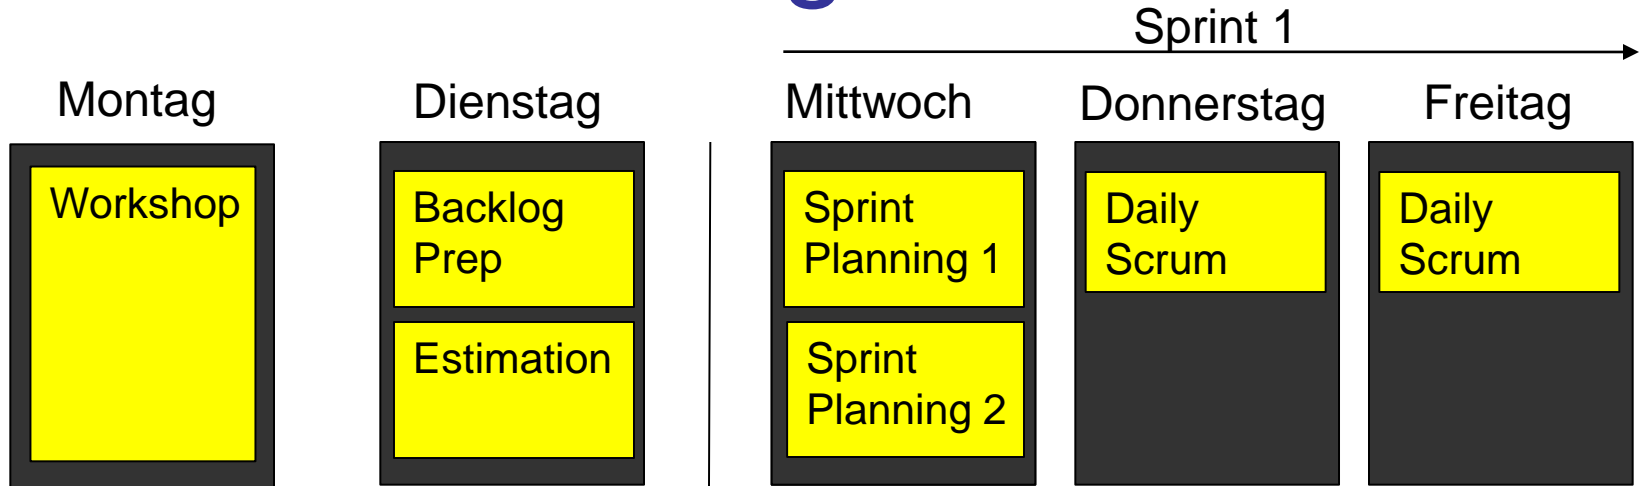 Sprint 1
Montag
Dienstag
Mittwoch
Donnerstag
Freitag
Workshop
Backlog
Prep
Estimation
Sprint
Planning 1
Sprint
Planning 2
Daily
Scrum
Daily
Scrum